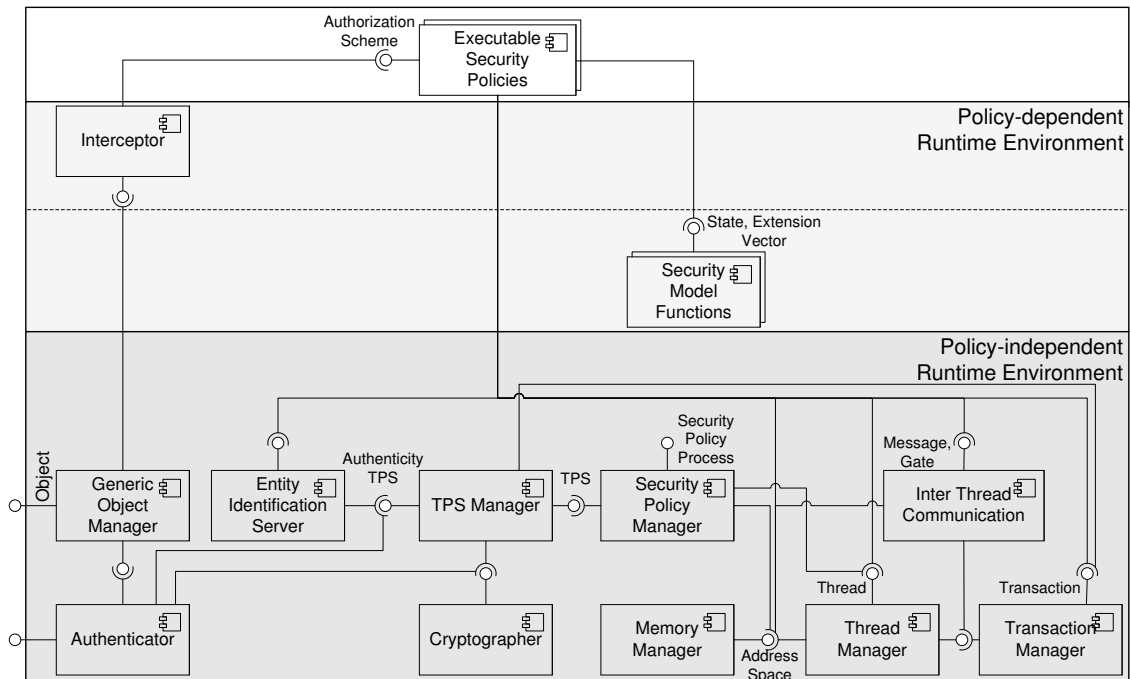 Authorization
Scheme
Executable
Security
Policies
Policy-dependent
Runtime Environment
Interceptor
State, Extension
Vector
Security
Model
Functions
Policy-independent
Runtime Environment
Object
Generic
Object
Manager
Entity
Identification
Server
Authenticity
TPS
TPS Manager
TPS
Security
Policy
Process
Security
Policy
Manager
Message,
Gate
Inter Thread
Communication
Authenticator
Cryptographer
Memory
Manager
Address
Space
Thread
Thread
Manager
Transaction
Transaction
Manager